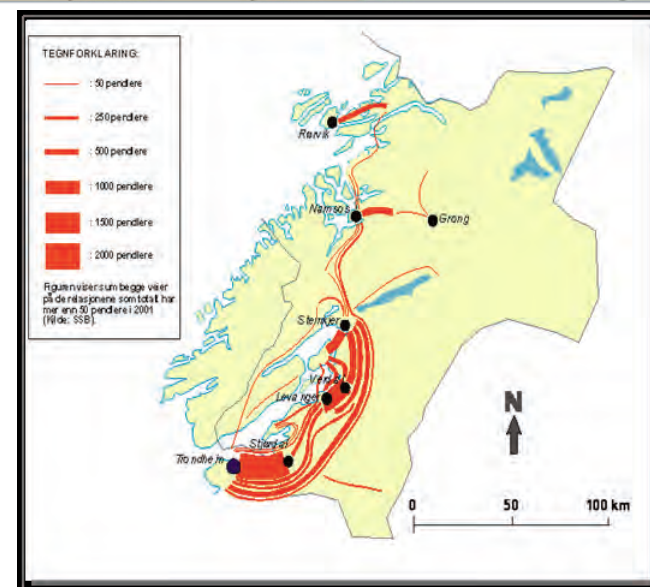 TEGNFORKLARING:
: 50 pendlere
: 250 pendlere
: 500 pendlere
: 1000 pendlere
: 1500 pendlere
: 2000 pendlere
Figuren viser sum begge veier
på de relasjonene som totalt har
mer enn 50 pendlere i 2001
(Kilde: SSB).
Rørvik
Namsos
Grong
Steinkjer
Verdal
Levanger
Stjørdal
Trondheim
N
0 50 100 km